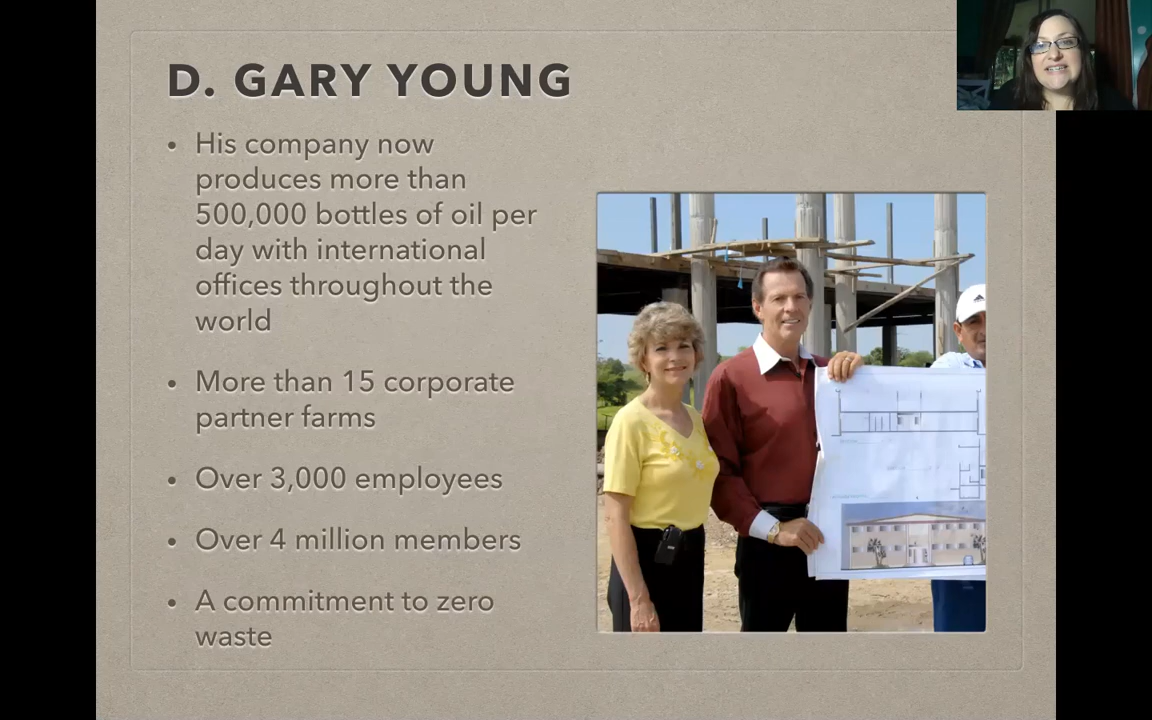 D. GARY YOUNG
• His company now
produces more than
500,000 bottles of oil per
day with international
offices throughout the
world
• More than 15 corporate
partner farms
• Over 3,000 employees
• Over 4 million members
• A commitment to zero
waste